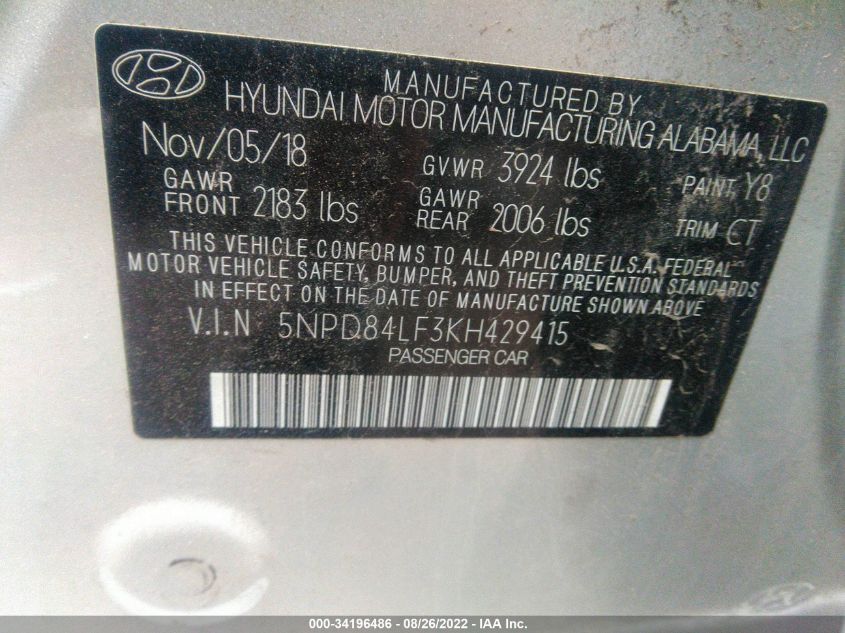 MANUFACTURED BY
HYUNDAI MOTOR MANUFACTURING ALABAMA, LLC
Nov/05/18 GVWR 3924 lbs PAINT Y8
GAWR FRONT 2183 lbs GAWR REAR 2006 lbs TRIM CT
THIS VEHICLE CONFORMS TO ALL APPLICABLE U.S.A. FEDERAL
MOTOR VEHICLE SAFETY, BUMPER, AND THEFT PREVENTION STANDARDS
IN EFFECT ON THE DATE OF MANUFACTURE SHOWN ABOVE
V.I.N 5NPD84LF3KH429415
PASSENGER CAR
000-34196486 - 08/26/2022 - IAA Inc.